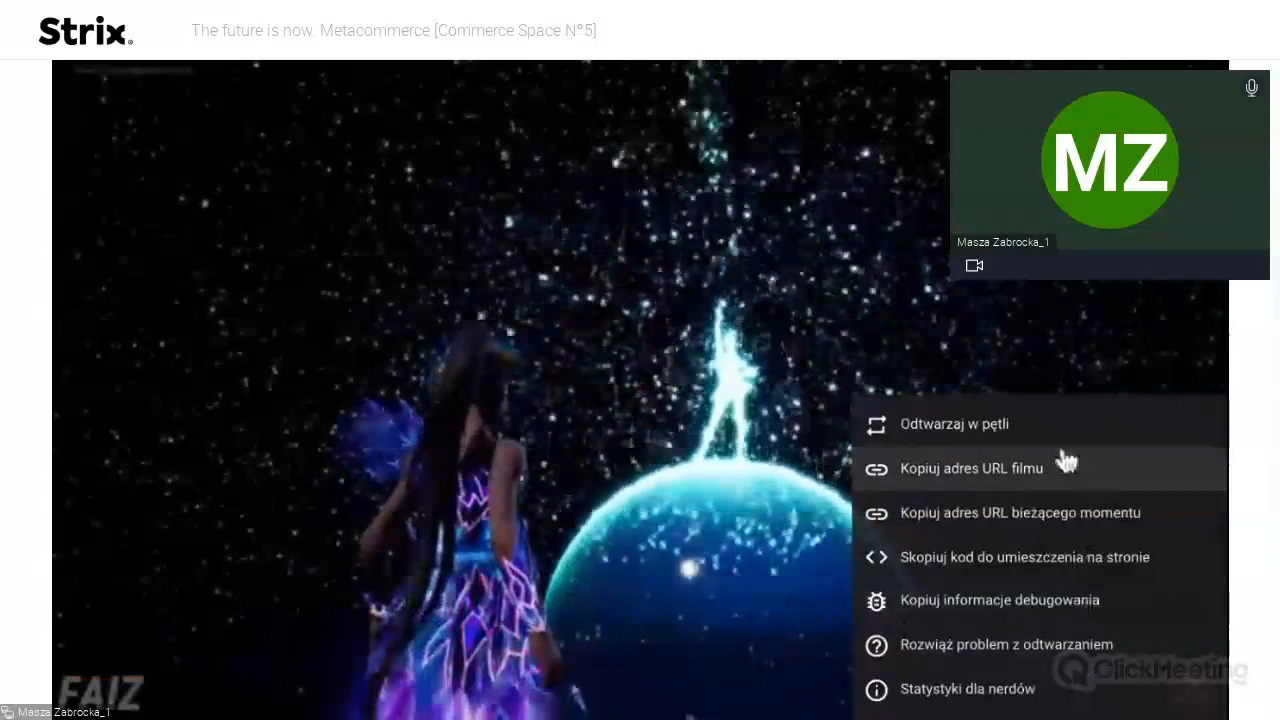 Strix
The future is now. Metacommerce [Commerce Space N°5]
MZ
Masza Zabrocka_1
Odtwarzaj w pętli
Kopiuj adres URL filmu
Kopiuj adres URL bieżącego momentu
Skopiuj kod do umieszczenia na stronie
Kopiuj informacje debugowania
Rozwiąż problem z odtwarzaniem
ClickMeeting
Statystyki dla nerdów
FAIZ
Masza Zabrocka_1